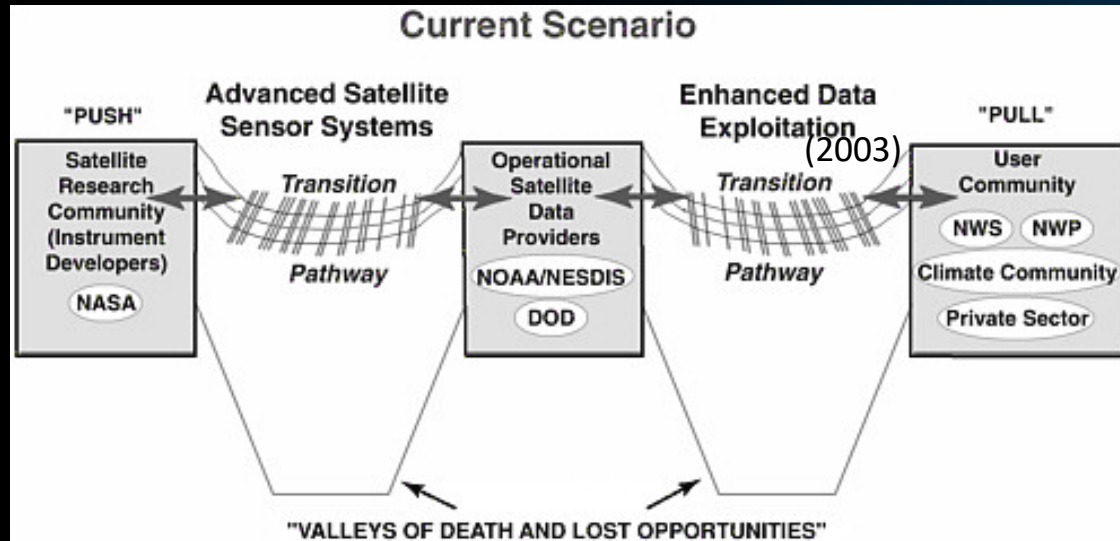 Current Scenario
"PUSH"
Advanced Satellite
Sensor Systems
Enhanced Data
Exploitation
(2003)
"PULL"
Satellite
Research
Community
(Instrument
Developers)
NASA
Transition
Pathway
Operational
Satellite
Data
Providers
NOAA/NESDIS
DOD
Transition
Pathway
User
Community
NWS
NWP
Climate Community
Private Sector
"VALLEYS OF DEATH AND LOST OPPORTUNITIES"